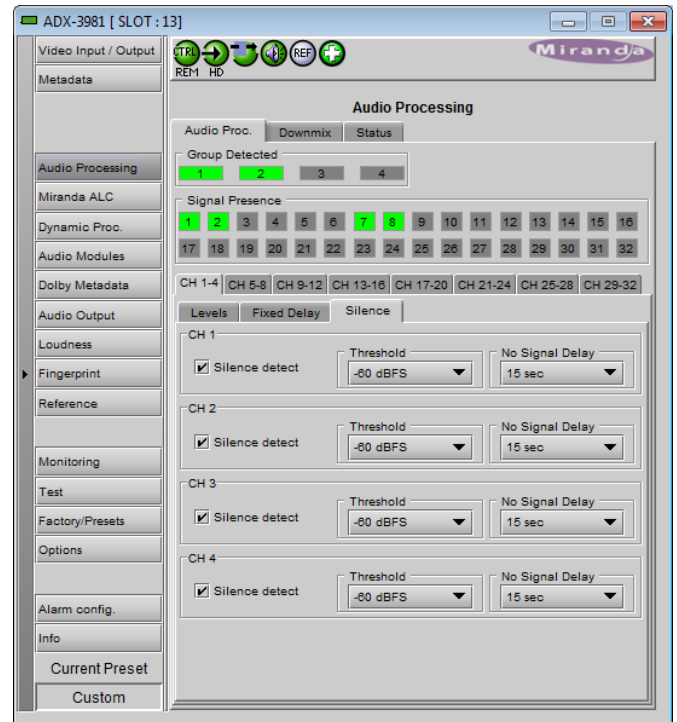 ADX-3981 [ SLOT : 13]
Video Input / Output
Metadata
Audio Processing
Miranda ALC
Dynamic Proc.
Audio Modules
Dolby Metadata
Audio Output
Loudness
Fingerprint
Reference
Monitoring
Test
Factory/Presets
Options
Alarm config.
Info
Current Preset
Custom
CTRL REF
REM HD
Miranda
Audio Processing
Audio Proc. Downmix Status
Group Detected
1 2 3 4
Signal Presence
1 2 3 4 5 6 7 8 9 10 11 12 13 14 15 16
17 18 19 20 21 22 23 24 25 26 27 28 29 30 31 32
CH 1-4 CH 5-8 CH 9-12 CH 13-16 CH 17-20 CH 21-24 CH 25-28 CH 29-32
Levels Fixed Delay Silence
CH 1
Threshold No Signal Delay
Silence detect -60 dBFS 15 sec
CH 2
Threshold No Signal Delay
Silence detect -60 dBFS 15 sec
CH 3
Threshold No Signal Delay
Silence detect -60 dBFS 15 sec
CH 4
Threshold No Signal Delay
Silence detect -60 dBFS 15 sec